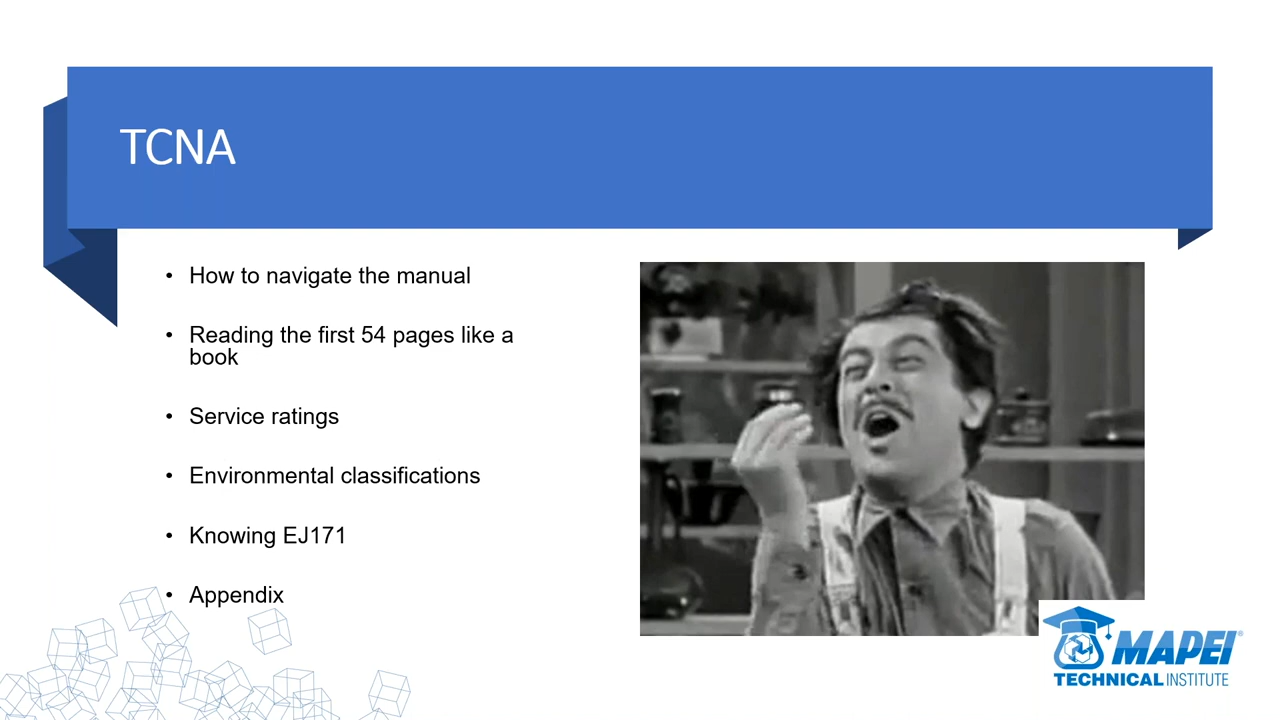 TCNA
• How to navigate the manual
• Reading the first 54 pages like a
book
• Service ratings
• Environmental classifications
• Knowing EJ171
• Appendix
MAPEI®
TECHNICAL INSTITUTE